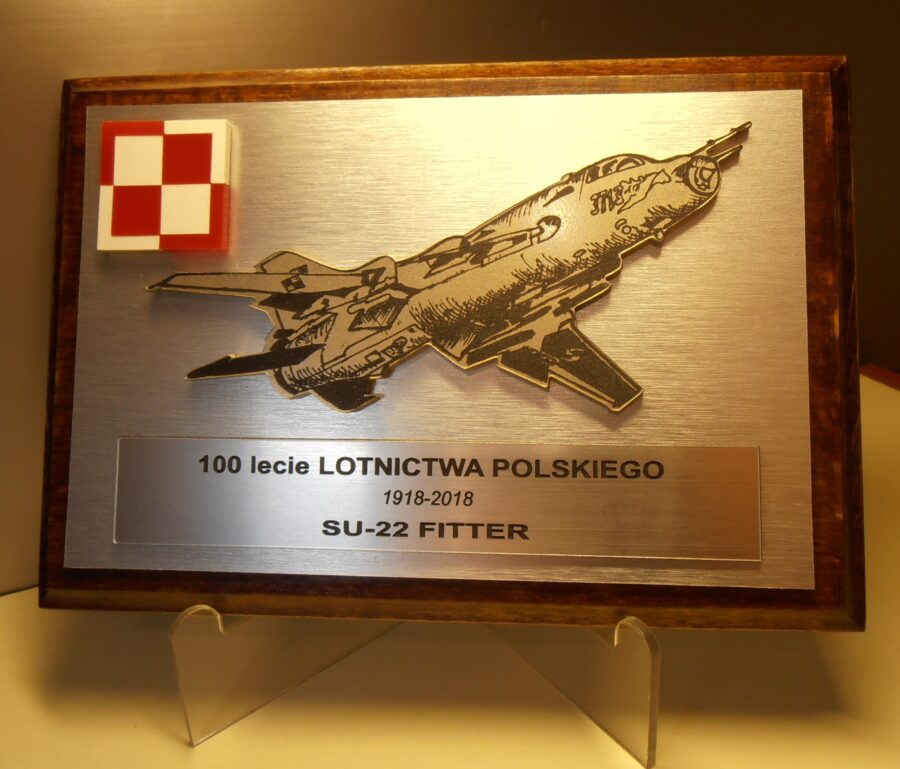 100 lecie LOTNICTWA POLSKIEGO
1918-2018
SU-22 FITTER